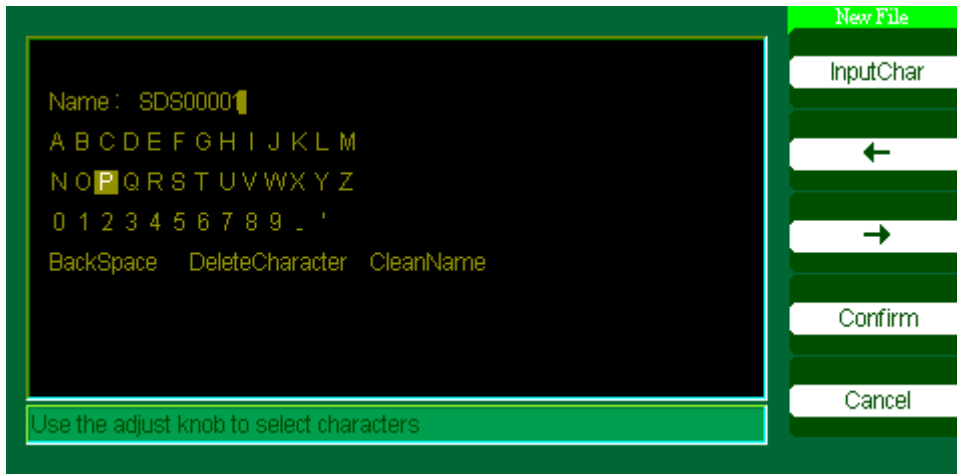 New File
InputChar
Name: SDS00001
A B C D E F G H I J K L M
N O P Q R S T U V W X Y Z
0 1 2 3 4 5 6 7 8 9 _ '
BackSpace DeleteCharacter CleanName
←
→
Confirm
Cancel
Use the adjust knob to select characters